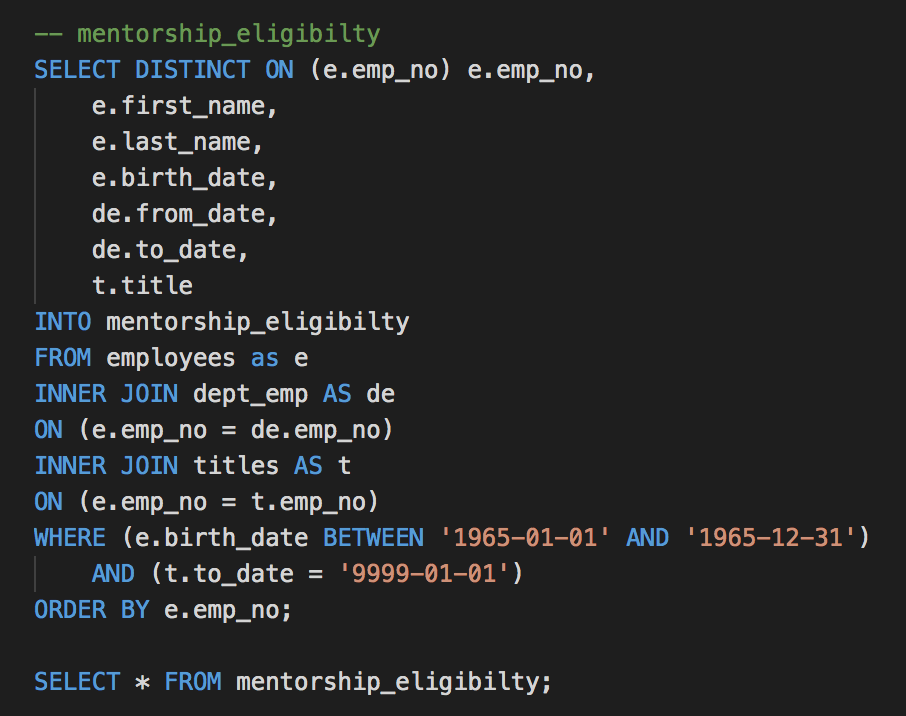 -- mentorship_eligibilty
SELECT DISTINCT ON (e.emp_no) e.emp_no,
    e.first_name,
    e.last_name,
    e.birth_date,
    de.from_date,
    de.to_date,
    t.title
INTO mentorship_eligibilty
FROM employees as e
INNER JOIN dept_emp AS de
ON (e.emp_no = de.emp_no)
INNER JOIN titles AS t
ON (e.emp_no = t.emp_no)
WHERE (e.birth_date BETWEEN '1965-01-01' AND '1965-12-31')
    AND (t.to_date = '9999-01-01')
ORDER BY e.emp_no;

SELECT * FROM mentorship_eligibilty;